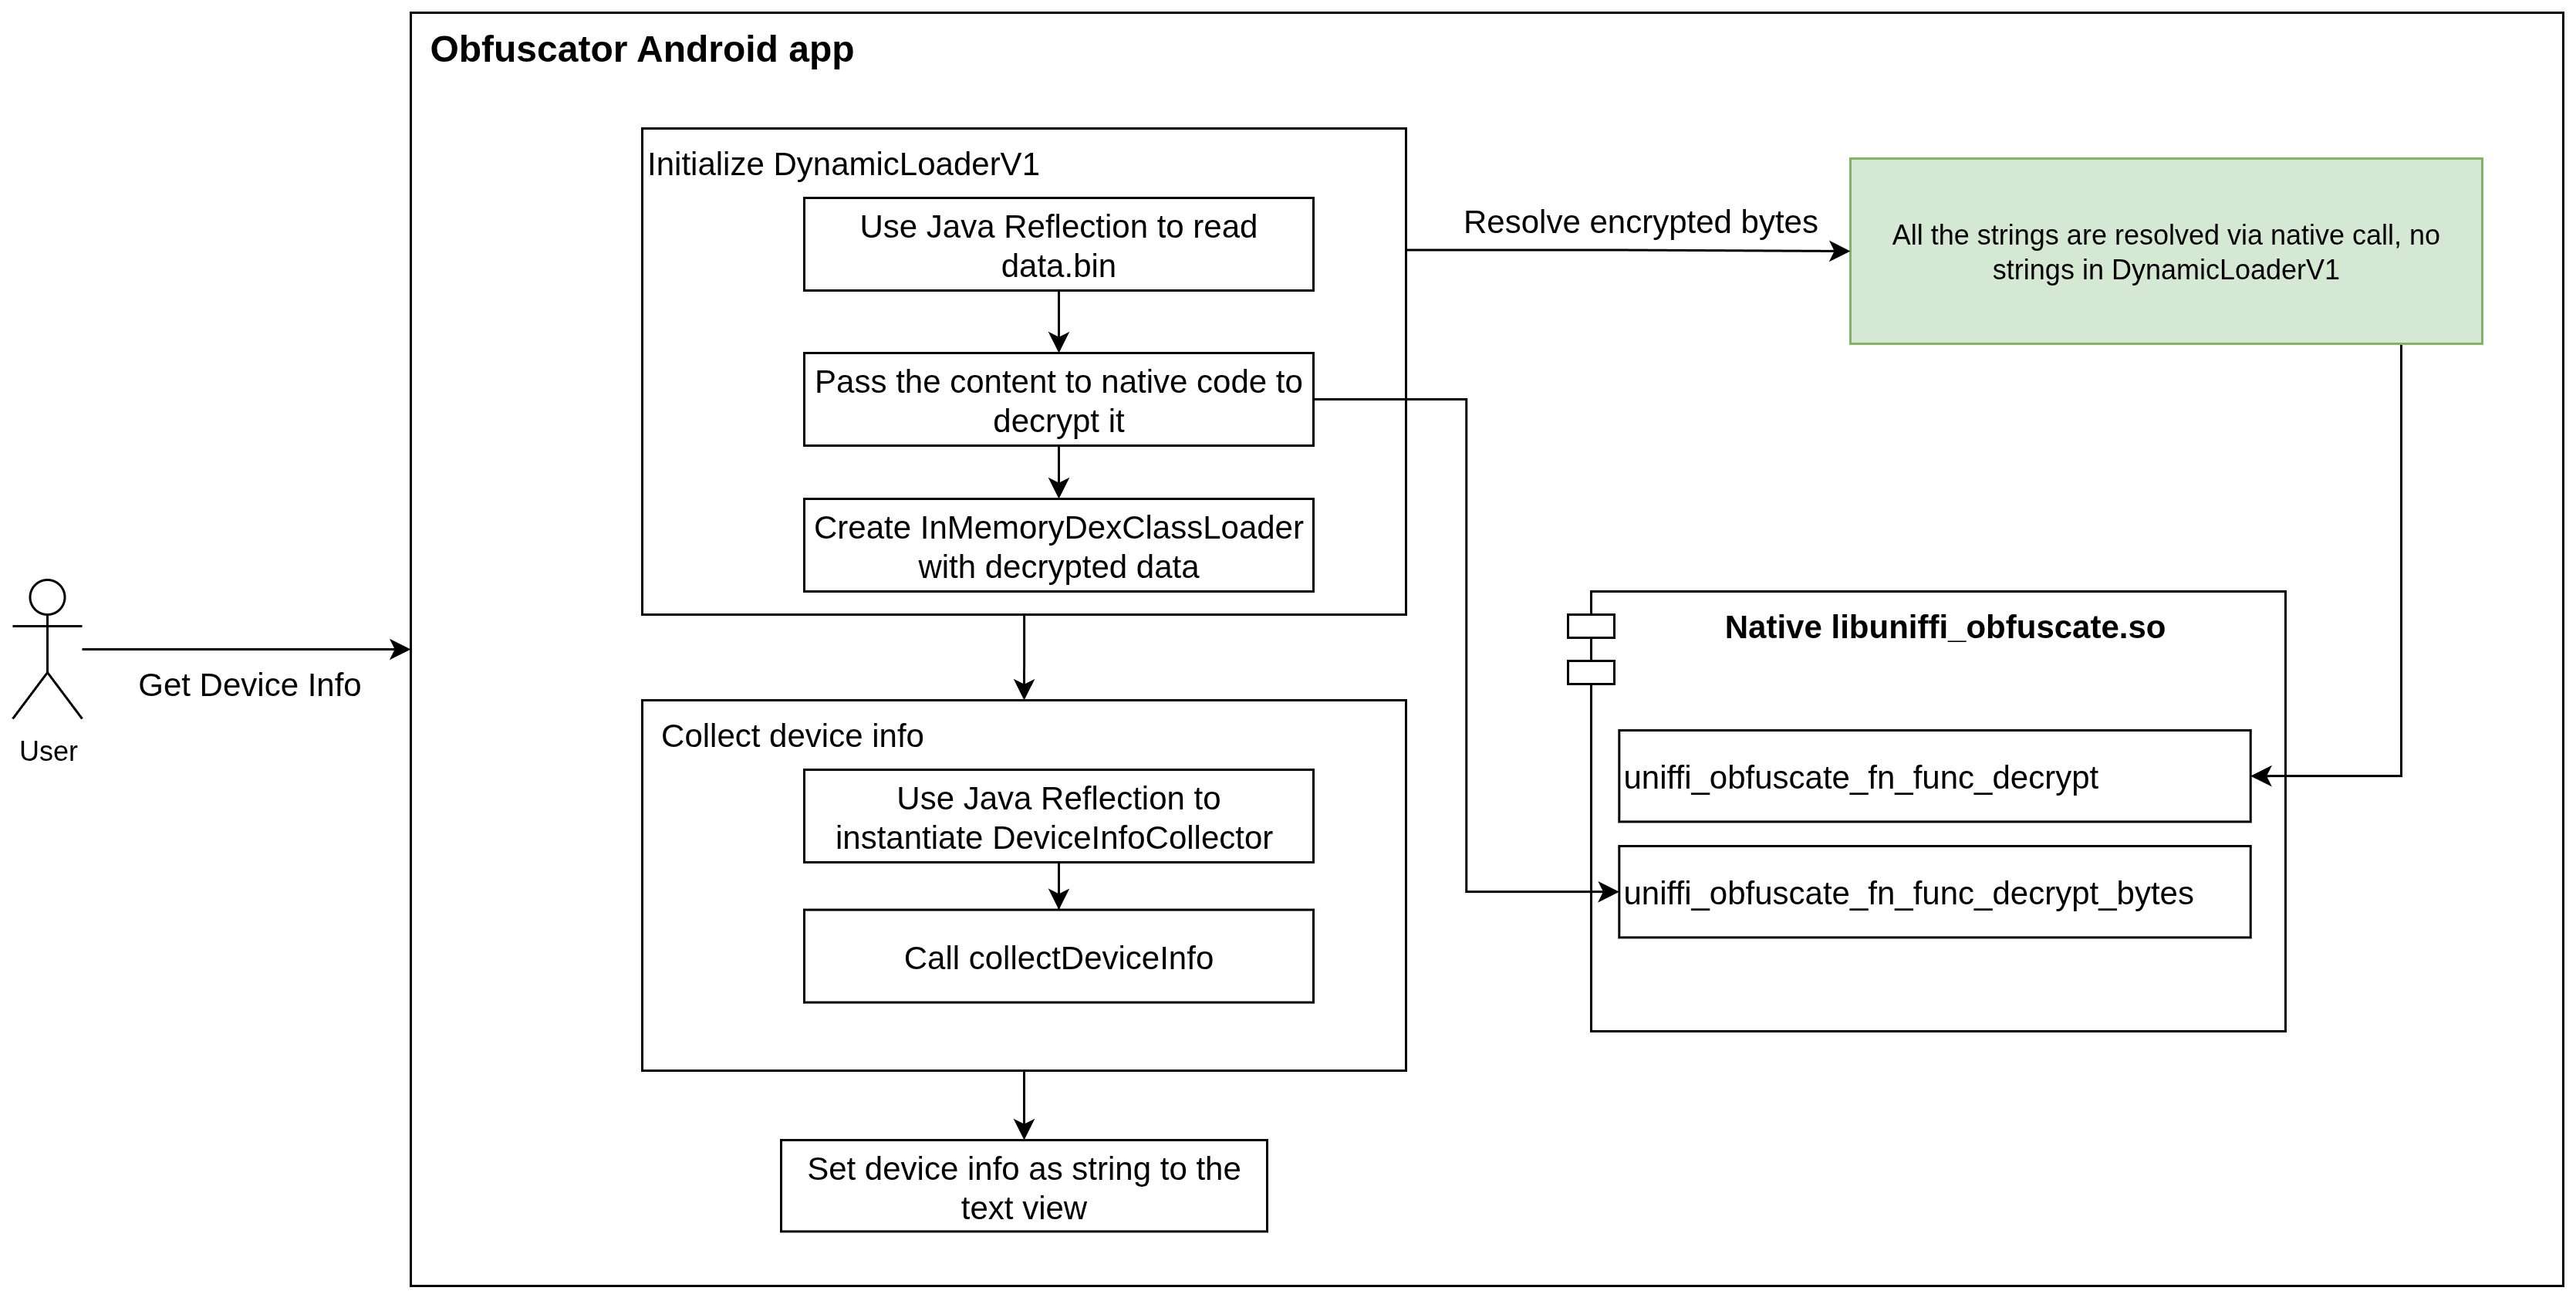 Obfuscator Android app
Initialize DynamicLoaderV1
Use Java Reflection to read
data.bin
Pass the content to native code to
decrypt it
Create InMemoryDexClassLoader
with decrypted data
Resolve encrypted bytes
All the strings are resolved via native call, no
strings in DynamicLoaderV1
Get Device Info
User
Native libuniffi_obfuscate.so
uniffi_obfuscate_fn_func_decrypt
uniffi_obfuscate_fn_func_decrypt_bytes
Collect device info
Use Java Reflection to
instantiate DeviceInfoCollector
Call collectDeviceInfo
Set device info as string to the
text view